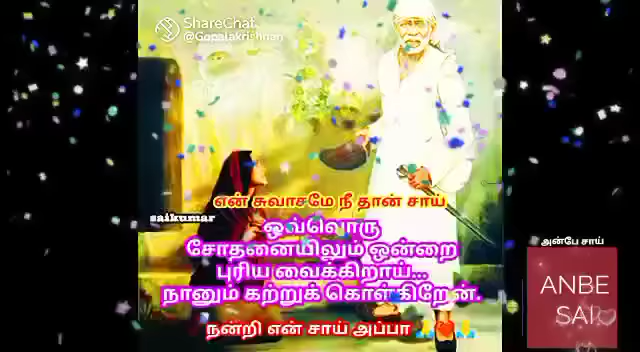 ShareChat
@Gopalakrishnan
என் சுவாசமே நீ தான் சாய்
saikumar
ஒவ்வொரு
சோதனையிலும் ஒன்றை
புரிய வைக்கிறாய்...
நானும் கற்றுக் கொள்கிறேன்.
நன்றி என் சாய் அப்பா
அன்பே சாய்
ANBE
SAI